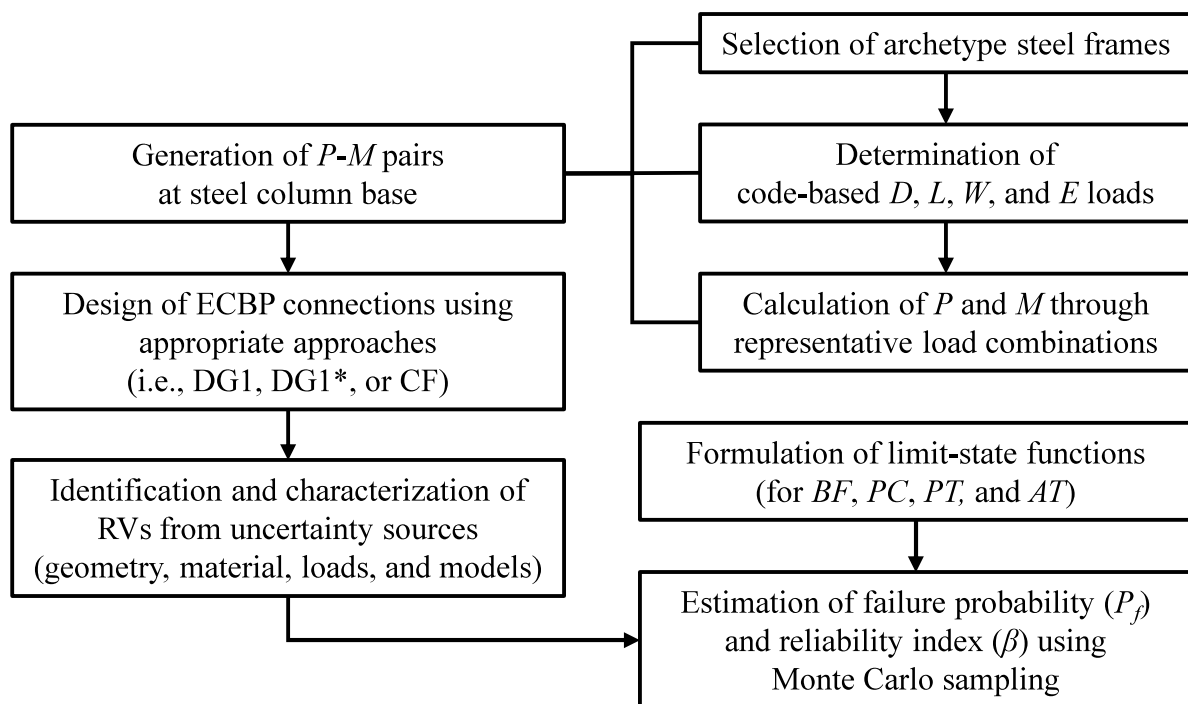 Generation of P-M pairs
at steel column base
Selection of archetype steel frames
Determination of
code-based D, L, W, and E loads
Calculation of P and M through
representative load combinations
Design of ECBP connections using
appropriate approaches
(i.e., DG1, DG1*, or CF)
Identification and characterization of
RVs from uncertainty sources
(geometry, material, loads, and models)
Formulation of limit-state functions
(for BF, PC, PT, and AT)
Estimation of failure probability (Pf)
and reliability index (β) using
Monte Carlo sampling